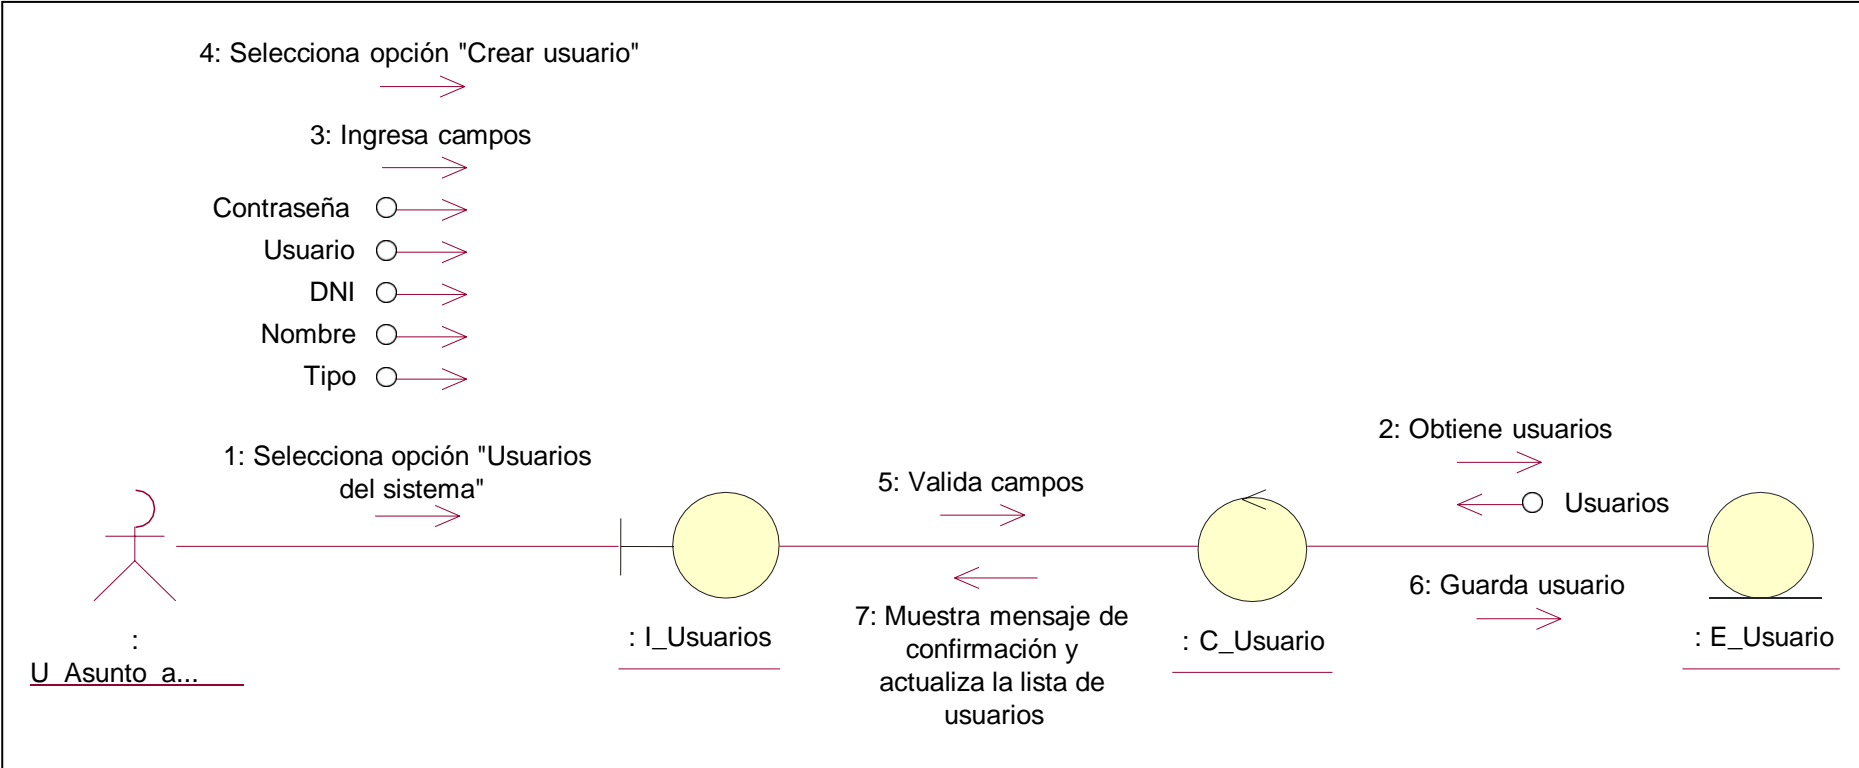 4: Selecciona opción "Crear usuario"
3: Ingresa campos
Contraseña
Usuario
DNI
Nombre
Tipo
1: Selecciona opción "Usuarios
del sistema"
2: Obtiene usuarios
Usuarios
5: Valida campos
6: Guarda usuario
7: Muestra mensaje de
confirmación y
actualiza la lista de
usuarios
:
U_Asunto_a...
: I_Usuarios
: C_Usuario
: E_Usuario